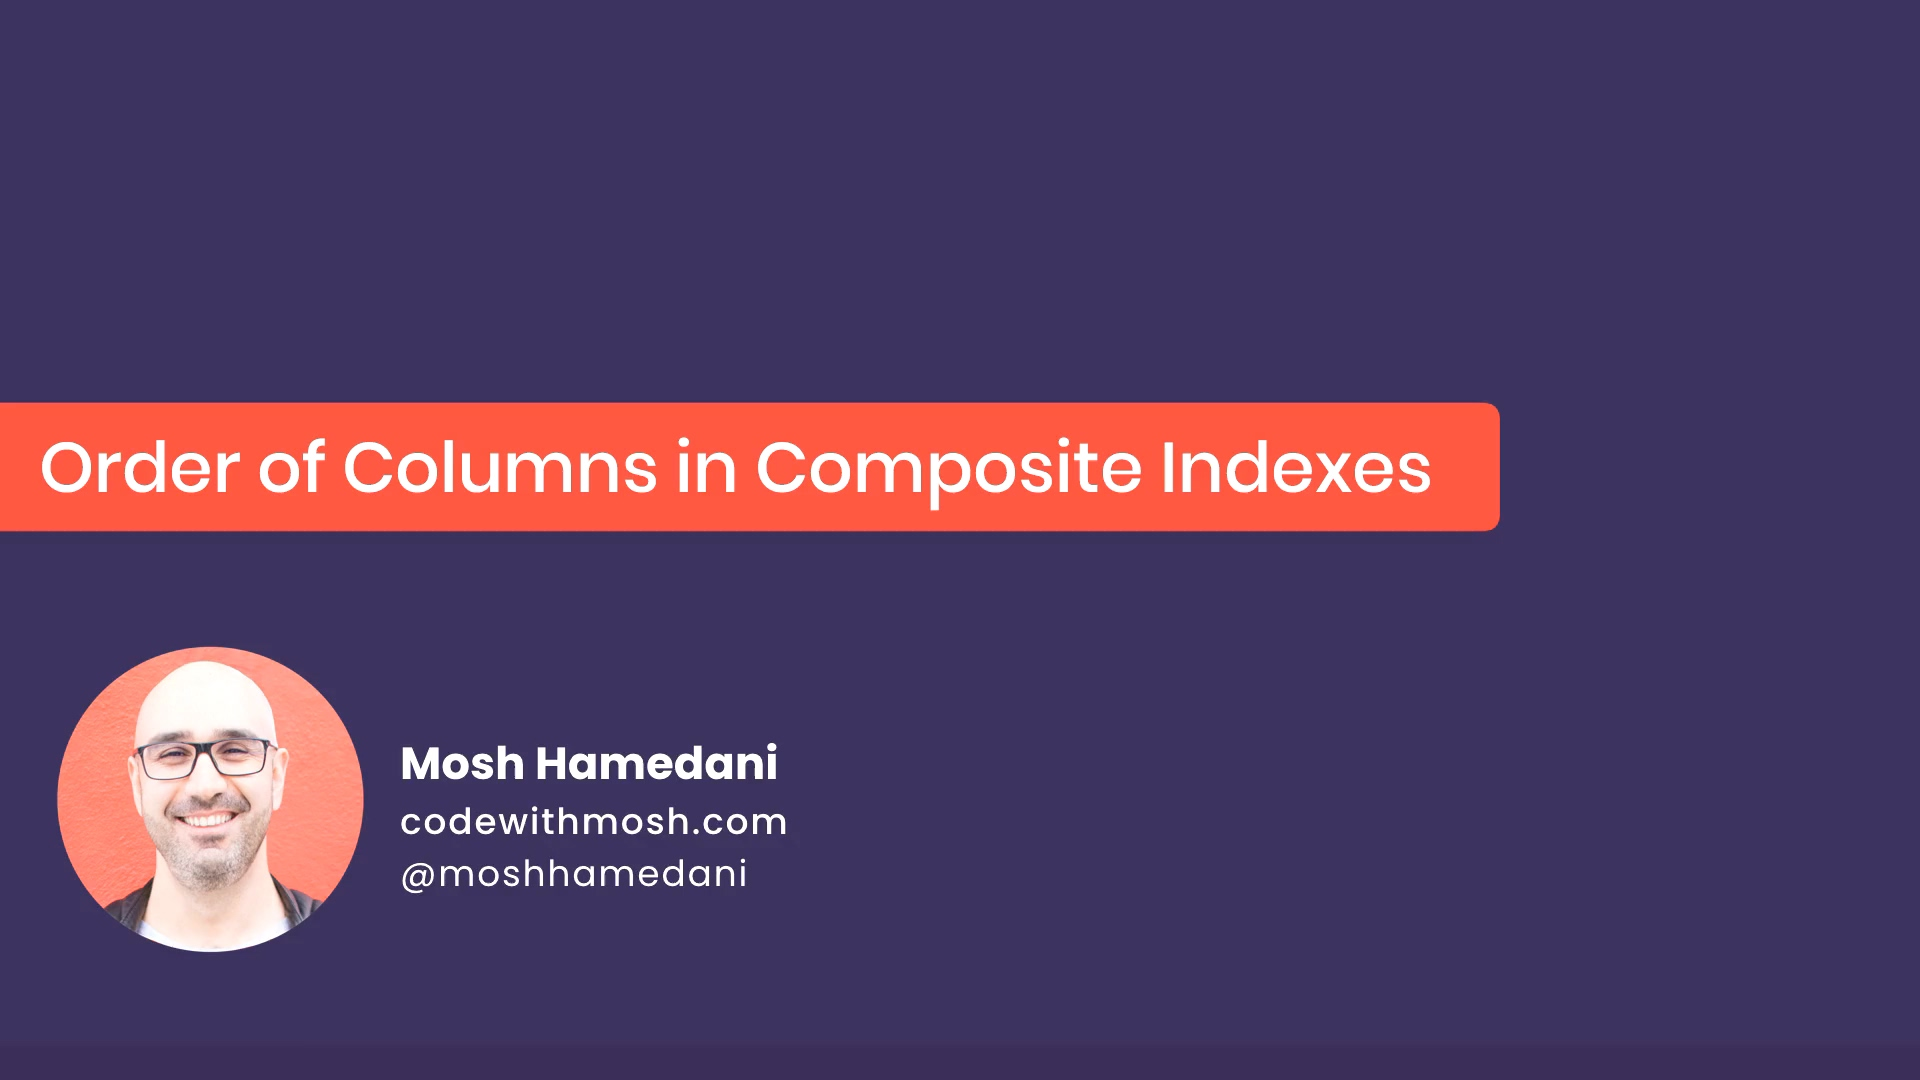 Order of Columns in Composite Indexes
Mosh Hamedani
codewithmosh.com
@moshhamedani